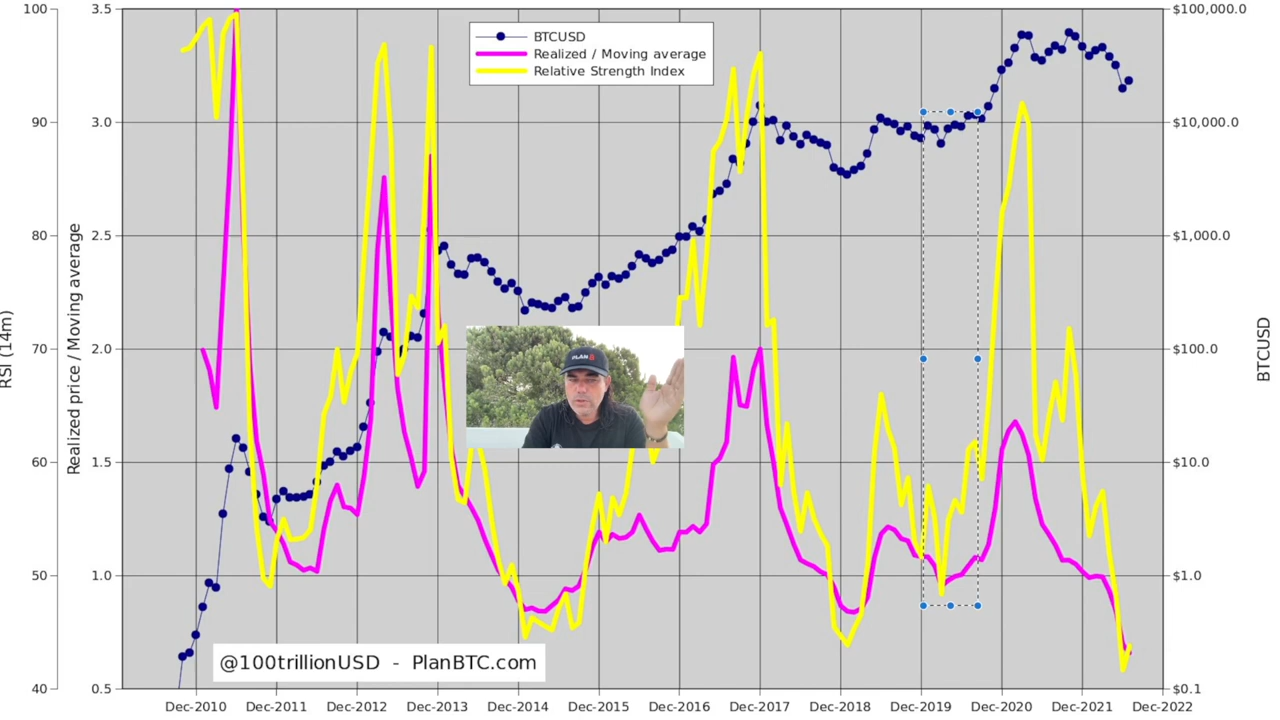 BTCUSD
Realized / Moving average
Relative Strength Index
RSI (14m)
100
90
80
70
60
50
40
Realized price / Moving average
3.5
3.0
2.5
2.0
1.5
1.0
0.5
$100,000.0
$10,000.0
$1,000.0
$100.0
$10.0
$1.0
$0.1
BTCUSD
PLAN B
@100trillionUSD - PlanBTC.com
Dec-2010 Dec-2011 Dec-2012 Dec-2013 Dec-2014 Dec-2015 Dec-2016 Dec-2017 Dec-2018 Dec-2019 Dec-2020 Dec-2021 Dec-2022